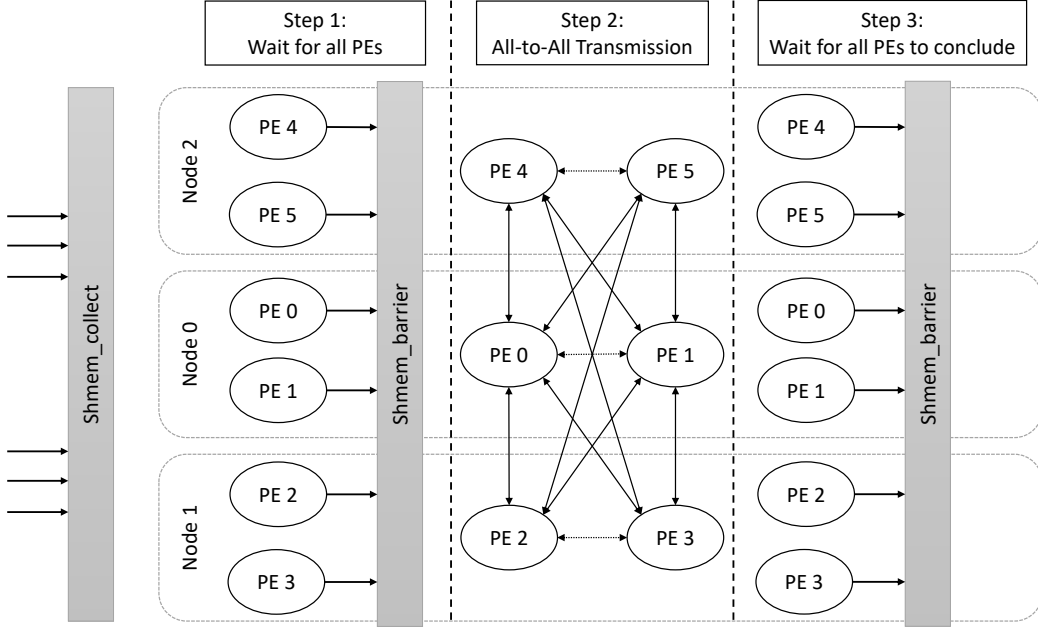 Step 1:
Wait for all PEs
Step 2:
All-to-All Transmission
Step 3:
Wait for all PEs to conclude
Shmem_collect
Node 2
PE 4
PE 5
Node 0
PE 0
PE 1
Node 1
PE 2
PE 3
Shmem_barrier
PE 4
PE 5
PE 0
PE 1
PE 2
PE 3
PE 4
PE 5
PE 0
PE 1
PE 2
PE 3
Shmem_barrier